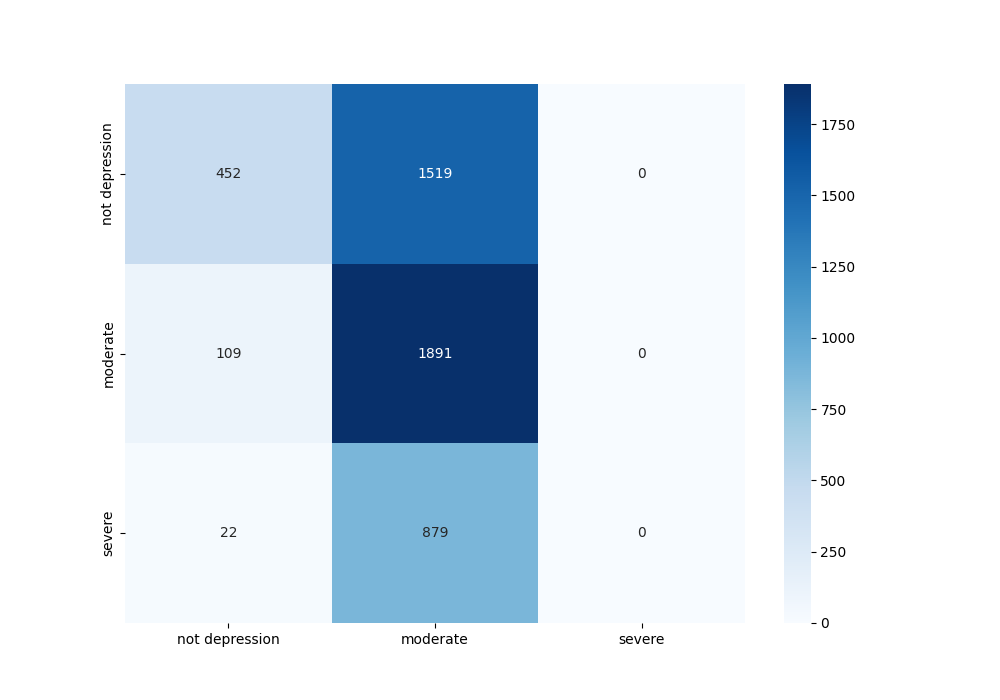 not depression
452
1519
0
moderate
109
1891
0
severe
22
879
0
not depression
moderate
severe
1750
1500
1250
1000
750
500
250
0